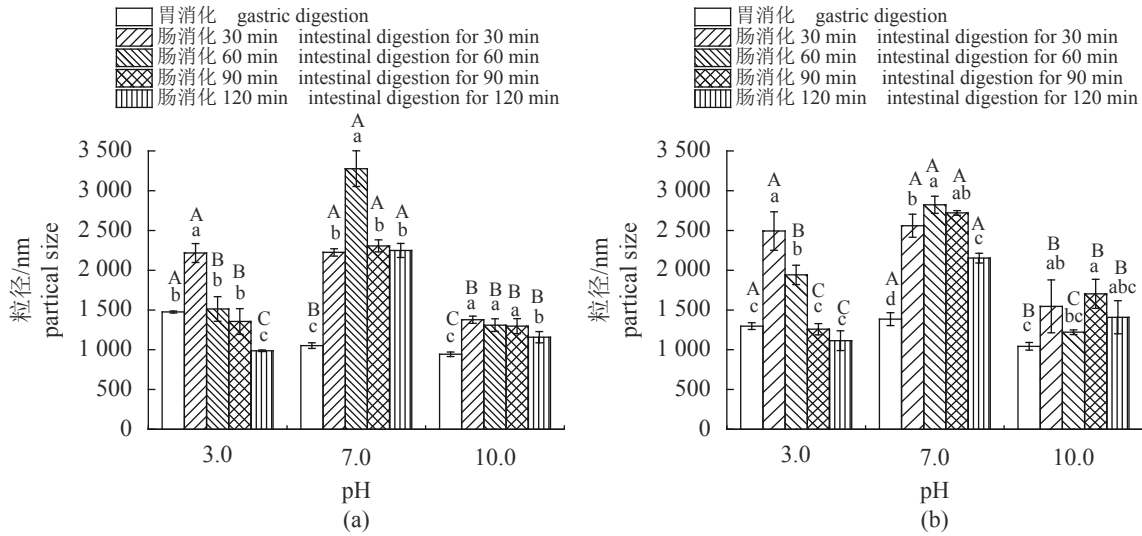 胃消化 gastric digestion
肠消化 30 min intestinal digestion for 30 min
肠消化 60 min intestinal digestion for 60 min
肠消化 90 min intestinal digestion for 90 min
肠消化 120 min intestinal digestion for 120 min
粒径/nm
partical size
3 500
3 000
2 500
2 000
1 500
1 000
500
0
A
b
A
a
B
b
B
b
C
c
B
c
A
b
A
a
A
b
A
b
C
c
B
a
B
a
B
a
B
b
3.0
7.0
10.0
pH
(a)
胃消化 gastric digestion
肠消化 30 min intestinal digestion for 30 min
肠消化 60 min intestinal digestion for 60 min
肠消化 90 min intestinal digestion for 90 min
肠消化 120 min intestinal digestion for 120 min
粒径/nm
partical size
3 500
3 000
2 500
2 000
1 500
1 000
500
0
A
c
A
a
B
b
C
c
C
c
A
d
A
b
A
a
A
ab
A
c
B
c
B
ab
C
bc
B
a
B
abc
3.0
7.0
10.0
pH
(b)